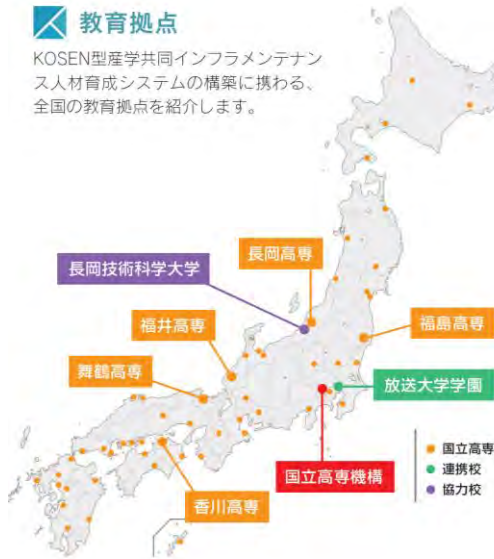 教育拠点
KOSEN型産学共同インフラメンテナン
ス人材育成システムの構築に携わる、
全国の教育拠点を紹介します。
長岡高専
長岡技術科学大学
福井高専
福島高専
舞鶴高専
放送大学学園
国立高専機構
香川高専
国立高専
連携校
協力校